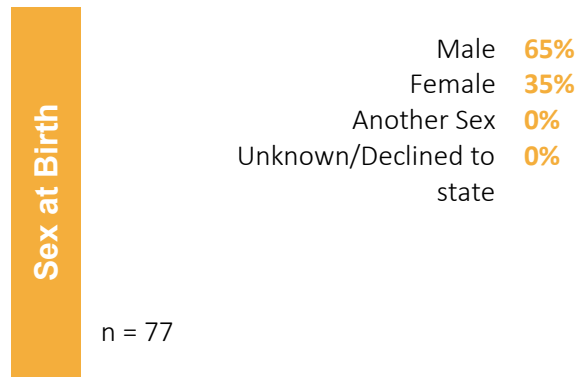 Sex at Birth
Male 65%
Female 35%
Another Sex 0%
Unknown/Declined to 0%
state
n = 77